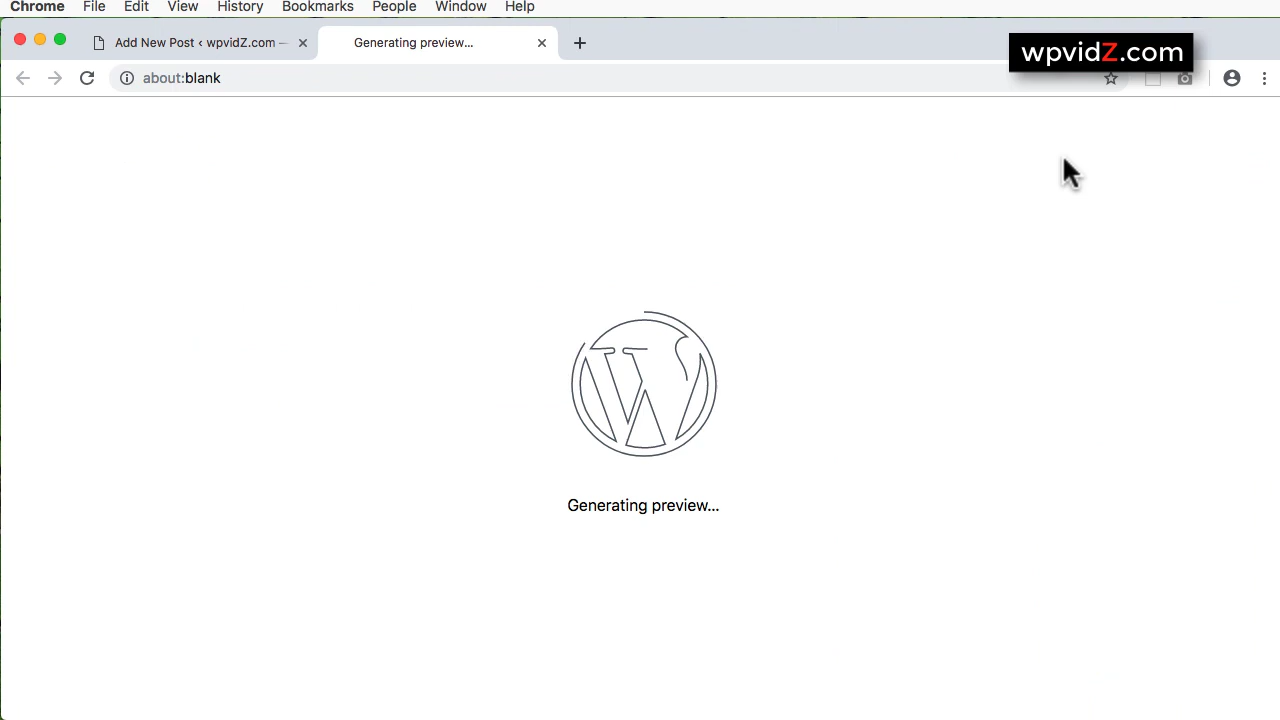 Chrome File Edit View History Bookmarks People Window Help
Add New Post ‹ wpvidZ.com — Generating preview...
wpvidZ.com
about:blank
Generating preview...